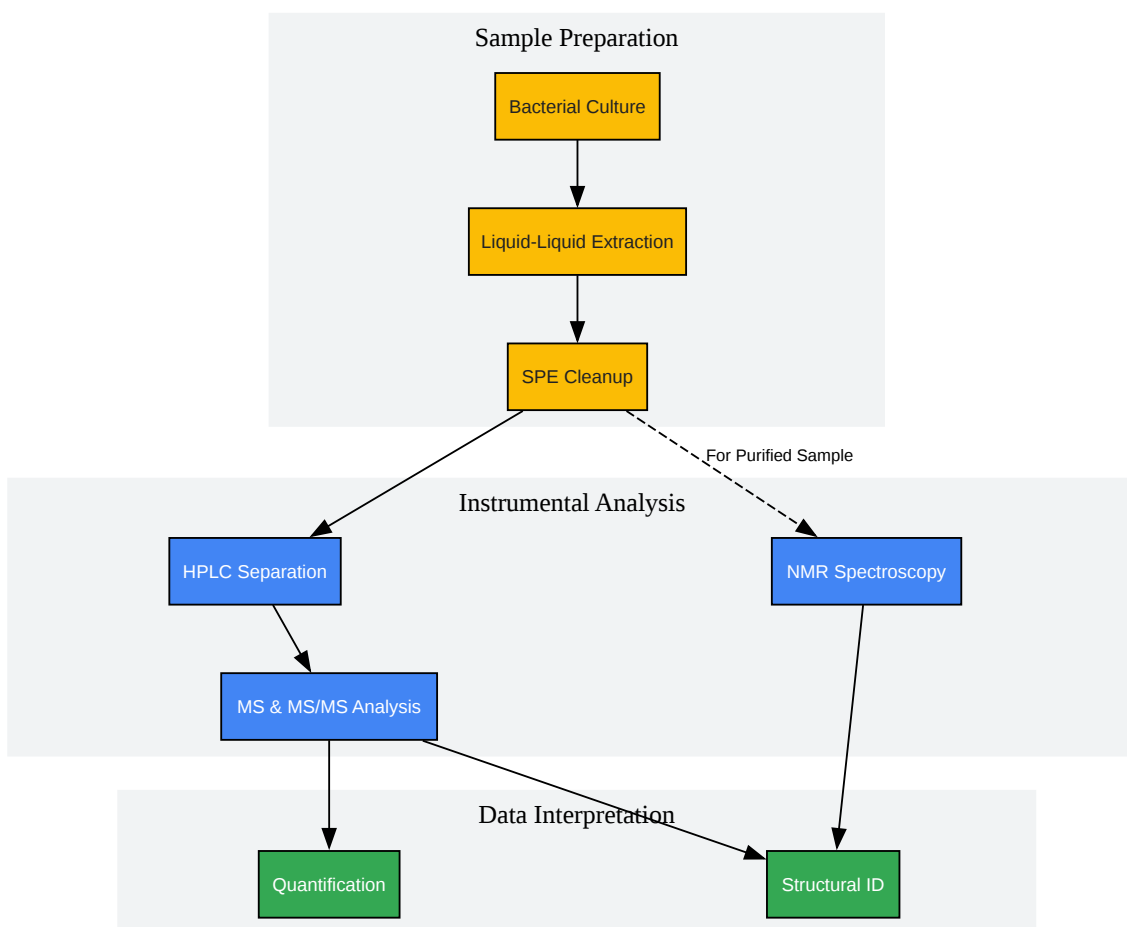 Sample Preparation
Bacterial Culture
Liquid-Liquid Extraction
SPE Cleanup
For Purified Sample
Instrumental Analysis
HPLC Separation
NMR Spectroscopy
MS & MS/MS Analysis
Data Interpretation
Quantification
Structural ID